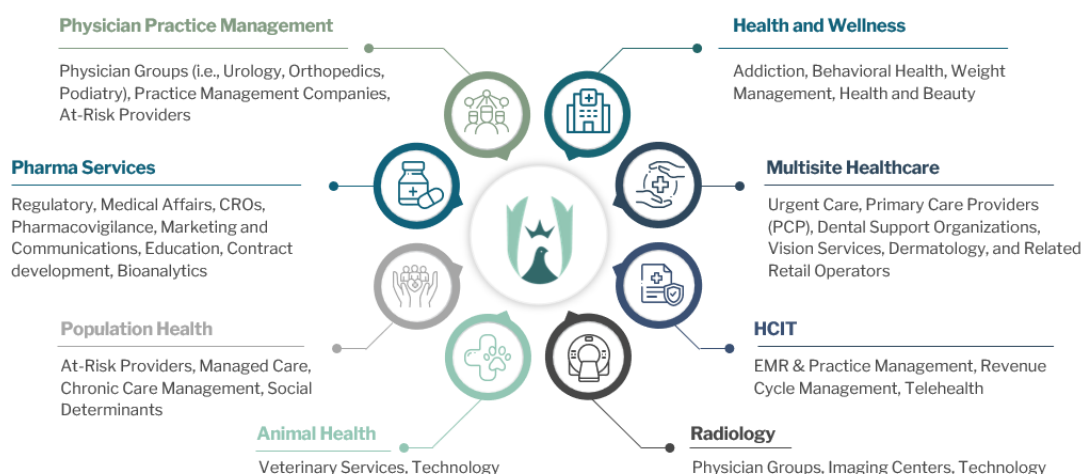 Physician Practice Management
Physician Groups (i.e., Urology, Orthopedics,
Podiatry), Practice Management Companies,
At-Risk Providers
Health and Wellness
Addiction, Behavioral Health, Weight
Management, Health and Beauty
Pharma Services
Regulatory, Medical Affairs, CROs,
Pharmacovigilance, Marketing and
Communications, Education, Contract
development, Bioanalytics
Multisite Healthcare
Urgent Care, Primary Care Providers
(PCP), Dental Support Organizations,
Vision Services, Dermatology, and Related
Retail Operators
Population Health
At-Risk Providers, Managed Care,
Chronic Care Management, Social
Determinants
HCIT
EMR & Practice Management, Revenue
Cycle Management, Telehealth
Animal Health
Veterinary Services, Technology
Radiology
Physician Groups, Imaging Centers, Technology